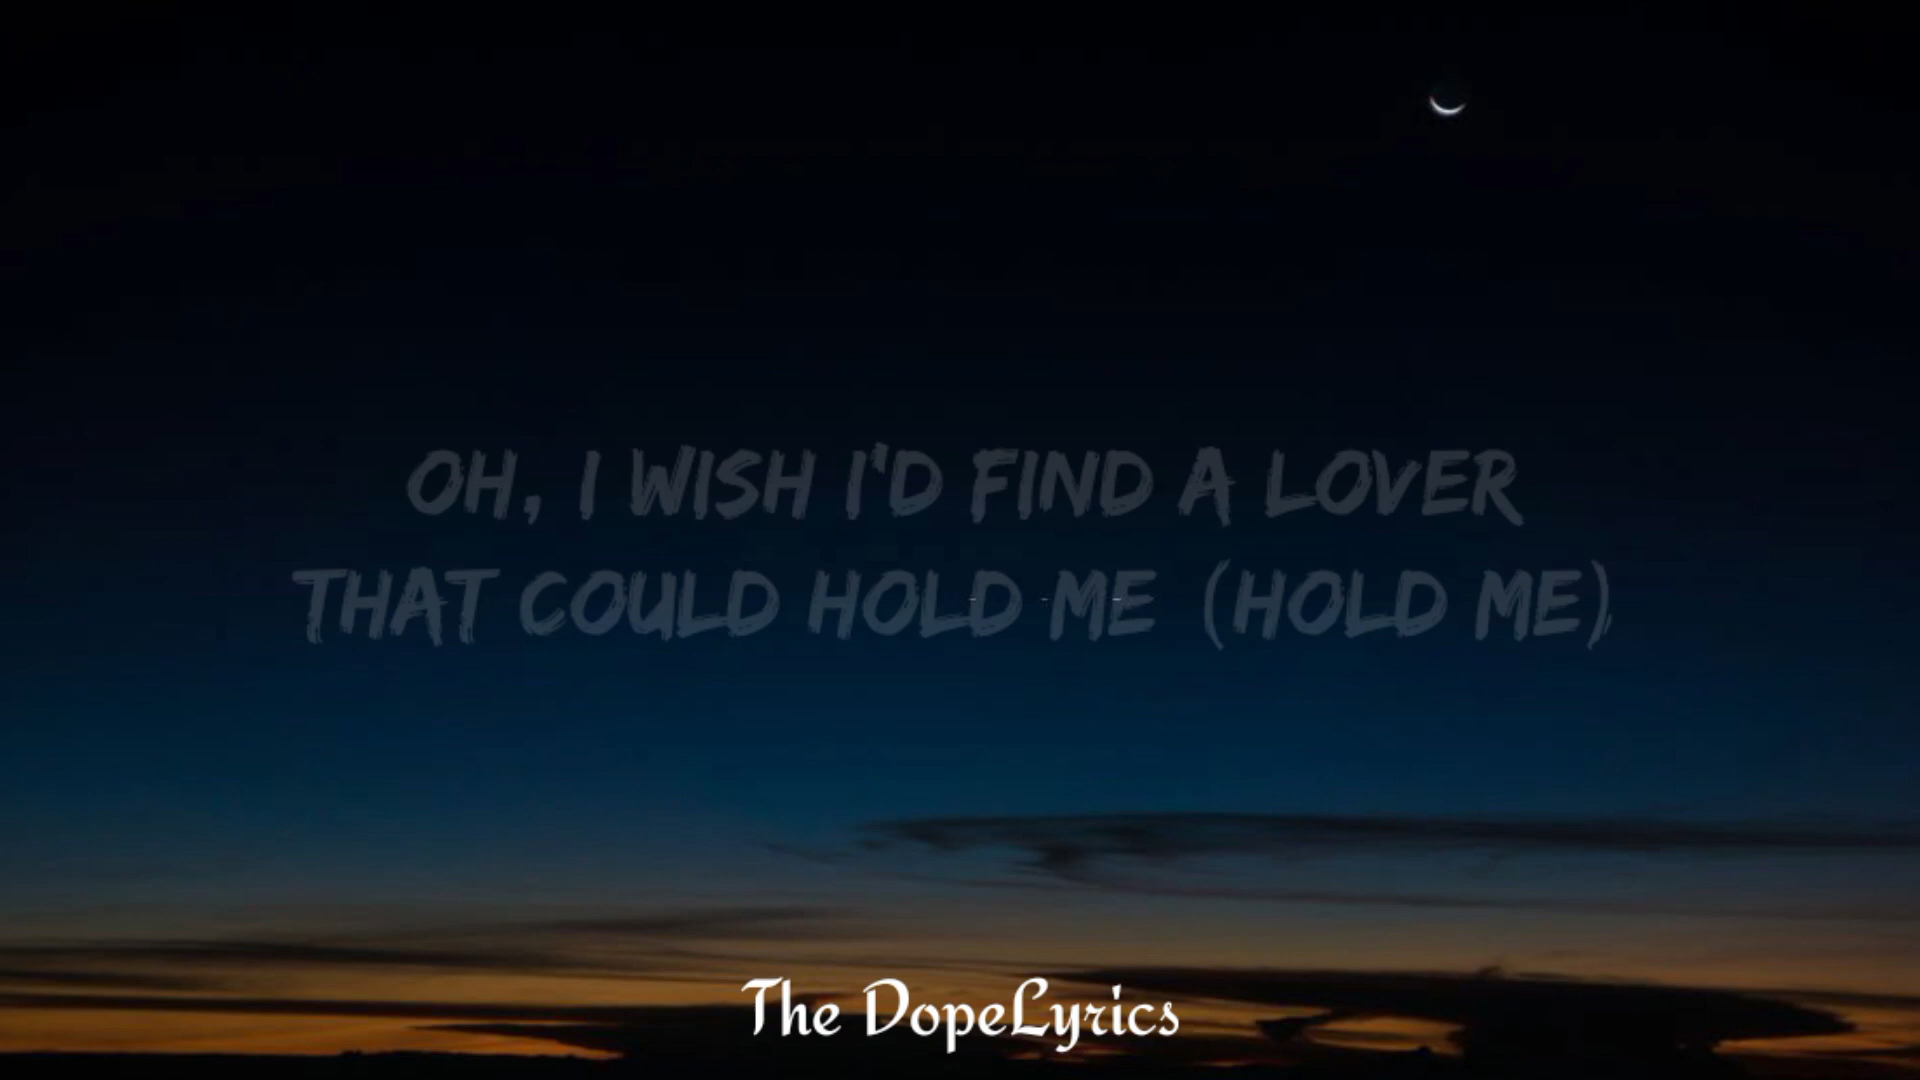 OH, I WISH I'D FIND A LOVER
THAT COULD HOLD ME (HOLD ME)
The DopeLyrics